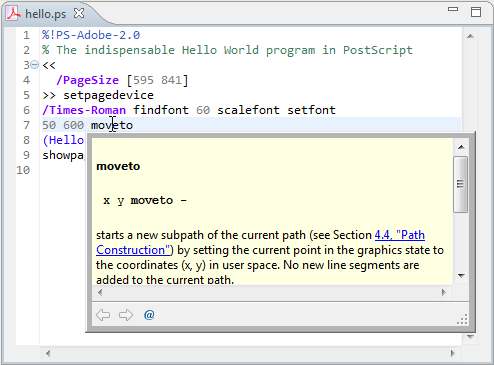 hello.ps
1 %!PS-Adobe-2.0
2 % The indispensable Hello World program in PostScript
3 <<
4 /PageSize [595 841]
5 >> setpagedevice
6 /Times-Roman findfont 60 scalefont setfont
7 50 600 moveto
8 (Hello
9 showpa
10
moveto
x y moveto –
starts a new subpath of the current path (see Section 4.4, "Path
Construction") by setting the current point in the graphics state to
the coordinates (x, y) in user space. No new line segments are
added to the current path.
@